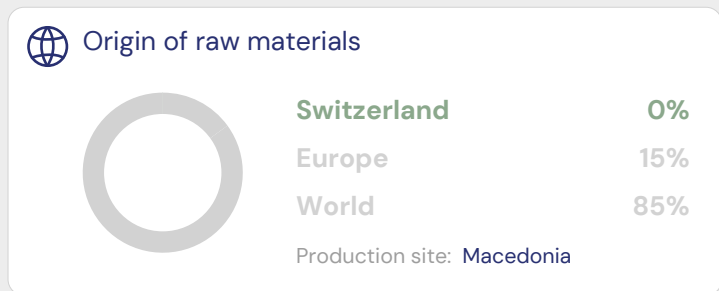 Origin of raw materials
Switzerland 0%
Europe 15%
World 85%
Production site: Macedonia